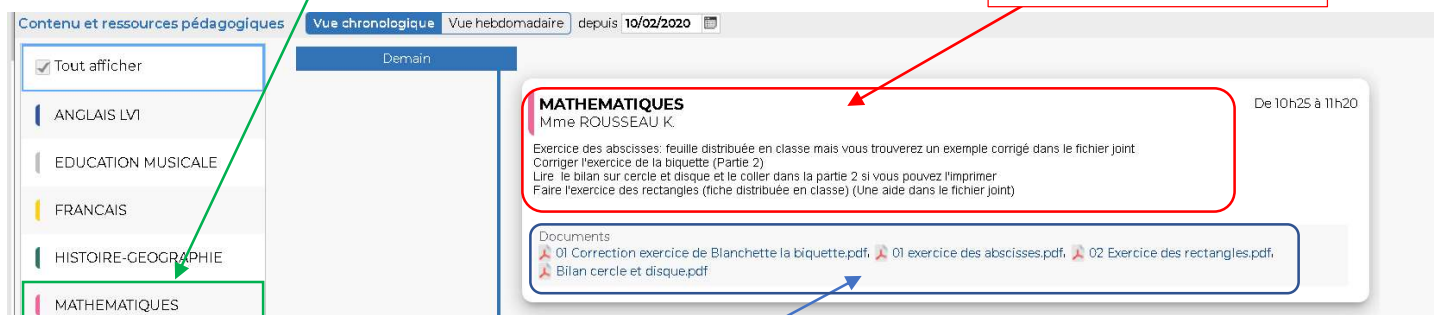 Contenu et ressources pédagogiques Vue chronologique Vue hebdomadaire depuis 10/02/2020
Tout afficher
ANGLAIS LV1
EDUCATION MUSICALE
FRANCAIS
HISTOIRE-GEOGRAPHIE
MATHEMATIQUES
Demain
MATHEMATIQUES De 10h25 à 11h20
Mme ROUSSEAU K.
Exercice des abscisses: feuille distribuée en classe mais vous trouverez un exemple corrigé dans le fichier joint
Corriger l'exercice de la biquette (Partie 2)
Lire le bilan sur cercle et disque et le coller dans la partie 2 si vous pouvez l'imprimer
Faire l'exercice des rectangles (fiche distribuée en classe) (Une aide dans le fichier joint)
Documents
01 Correction exercice de Blanchette la biquette.pdf, 01 exercice des abscisses.pdf, 02 Exercice des rectangles.pdf,
Bilan cercle et disque.pdf